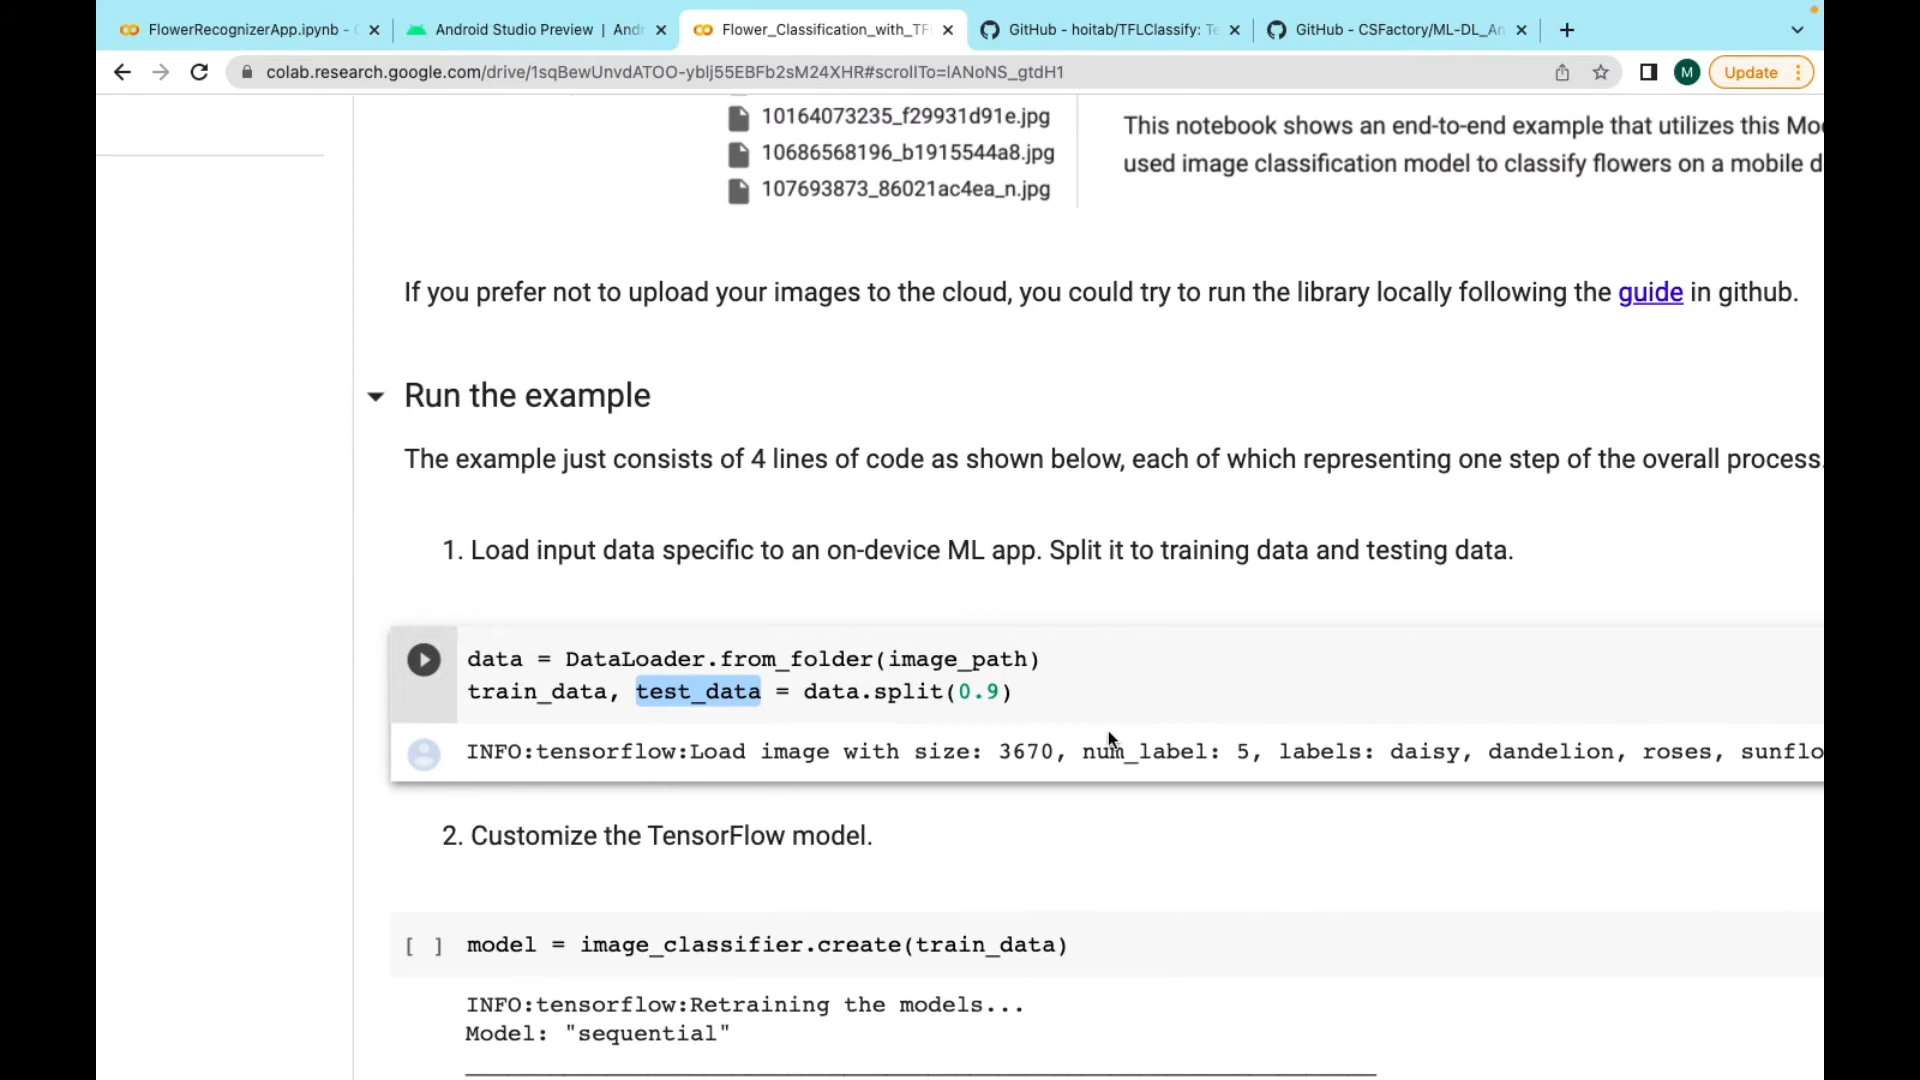 FlowerRecognizerApp.ipynb -
Android Studio Preview | And
Flower_Classification_with_TF
GitHub - hoitab/TFLClassify: Te
GitHub - CSFactory/ML-DL_An
colab.research.google.com/drive/1sqBewUnvdATOO-yblj55EBFb2sM24XHR#scrollTo=lANoNS_gtdH1
M
Update
10164073235_f29931d91e.jpg
10686568196_b1915544a8.jpg
107693873_86021ac4ea_n.jpg
This notebook shows an end-to-end example that utilizes this Mo
used image classification model to classify flowers on a mobile d
If you prefer not to upload your images to the cloud, you could try to run the library locally following the guide in github.
Run the example
The example just consists of 4 lines of code as shown below, each of which representing one step of the overall process.
1. Load input data specific to an on-device ML app. Split it to training data and testing data.
data = DataLoader.from_folder(image_path)
train_data, test_data = data.split(0.9)
INFO:tensorflow:Load image with size: 3670, num_label: 5, labels: daisy, dandelion, roses, sunflo
2. Customize the TensorFlow model.
[ ] model = image_classifier.create(train_data)
INFO:tensorflow:Retraining the models...
Model: "sequential"